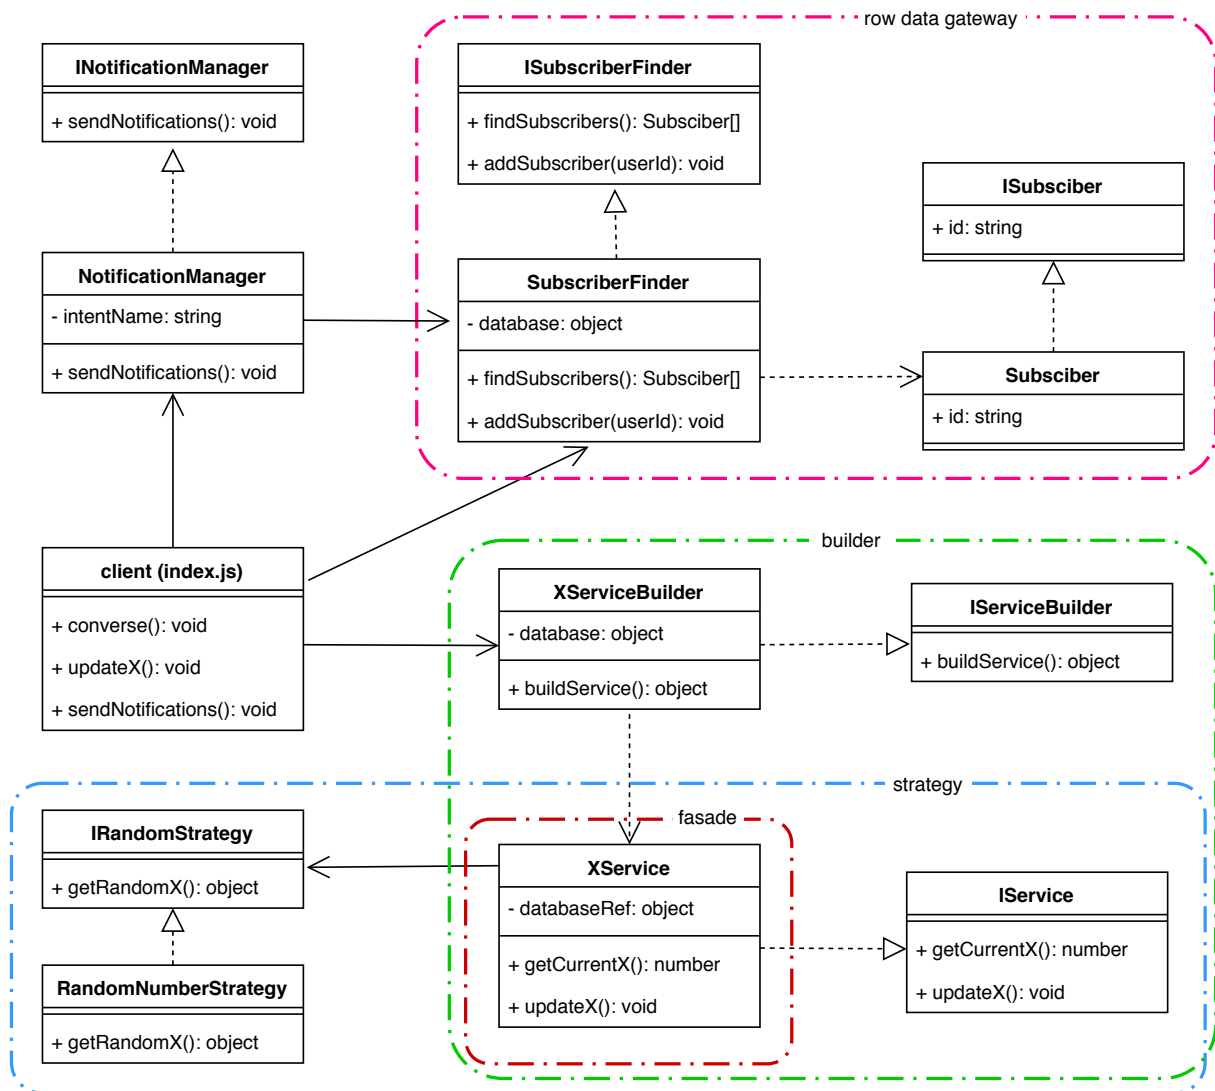 row data gateway
INotificationManager
+ sendNotifications(): void
ISubscriberFinder
+ findSubscribers(): Subsciber[]
+ addSubscriber(userId): void
ISubsciber
+ id: string
NotificationManager
- intentName: string
+ sendNotifications(): void
SubscriberFinder
- database: object
+ findSubscribers(): Subsciber[]
+ addSubscriber(userId): void
Subsciber
+ id: string
client (index.js)
+ converse(): void
+ updateX(): void
+ sendNotifications(): void
builder
XServiceBuilder
- database: object
+ buildService(): object
IServiceBuilder
+ buildService(): object
strategy
IRandomStrategy
+ getRandomX(): object
RandomNumberStrategy
+ getRandomX(): object
fasade
XService
- databaseRef: object
+ getCurrentX(): number
+ updateX(): void
IService
+ getCurrentX(): number
+ updateX(): void